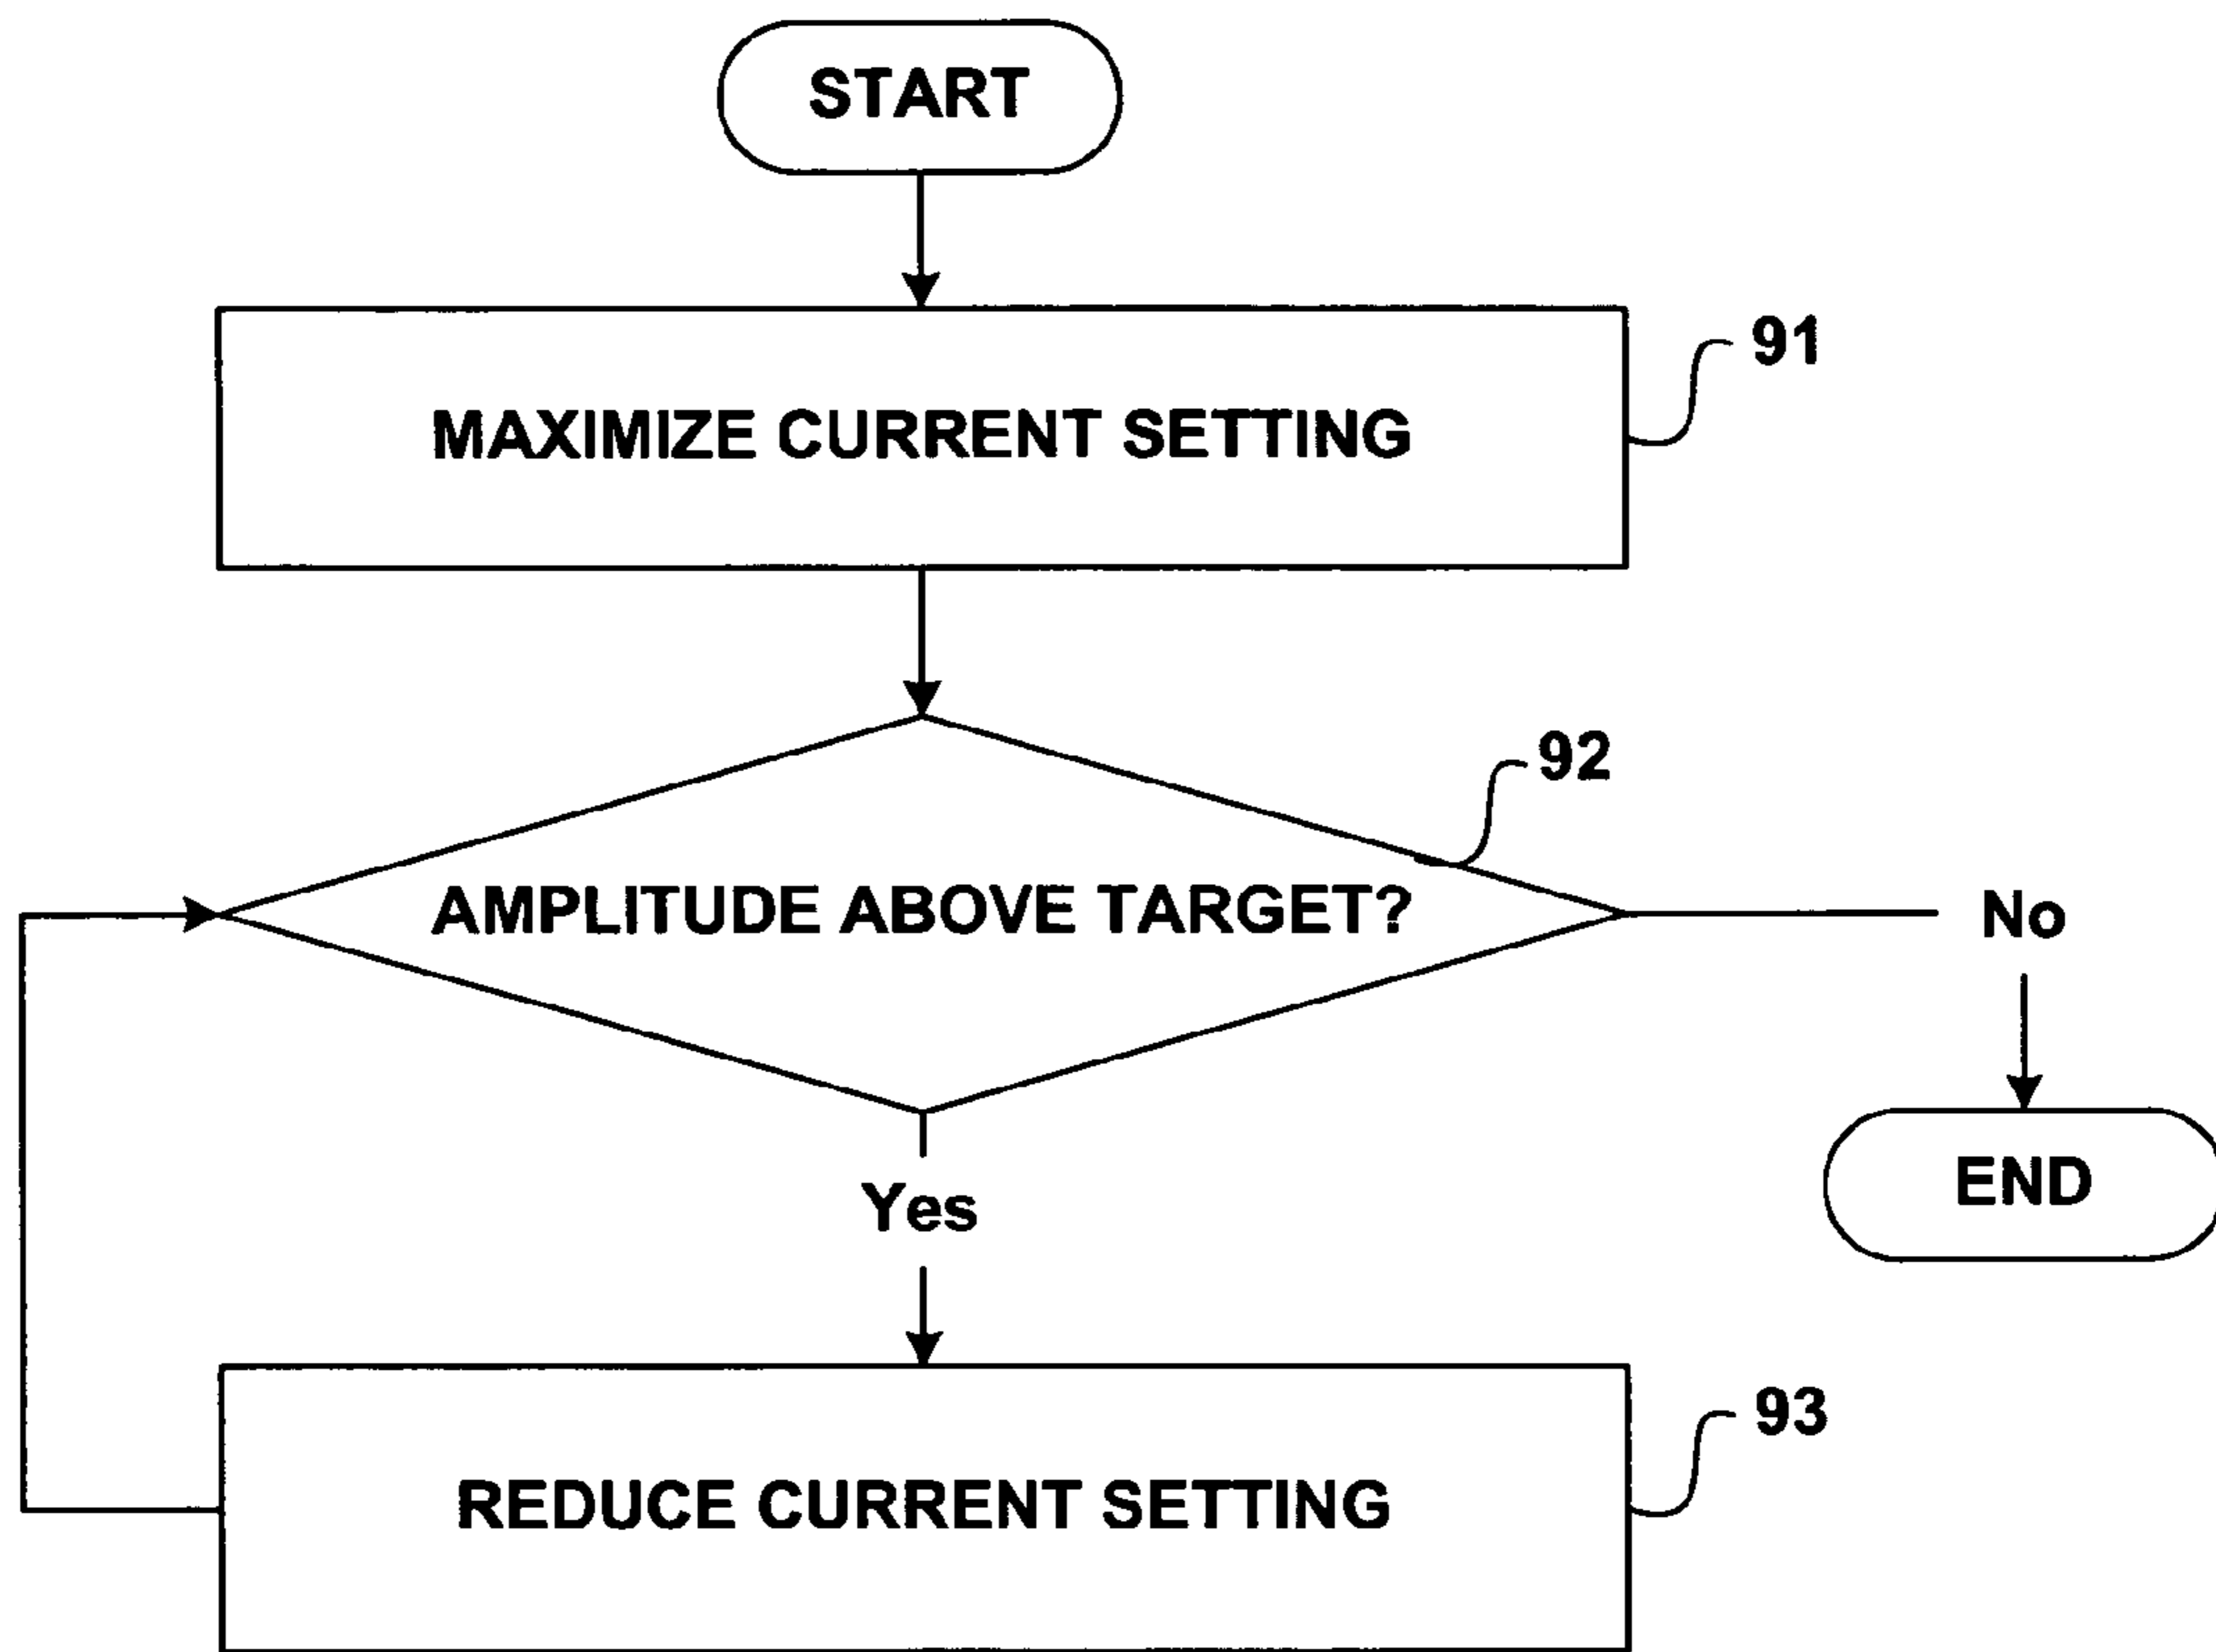 START
MAXIMIZE CURRENT SETTING
91
92
AMPLITUDE ABOVE TARGET?
No
Yes
END
93
REDUCE CURRENT SETTING